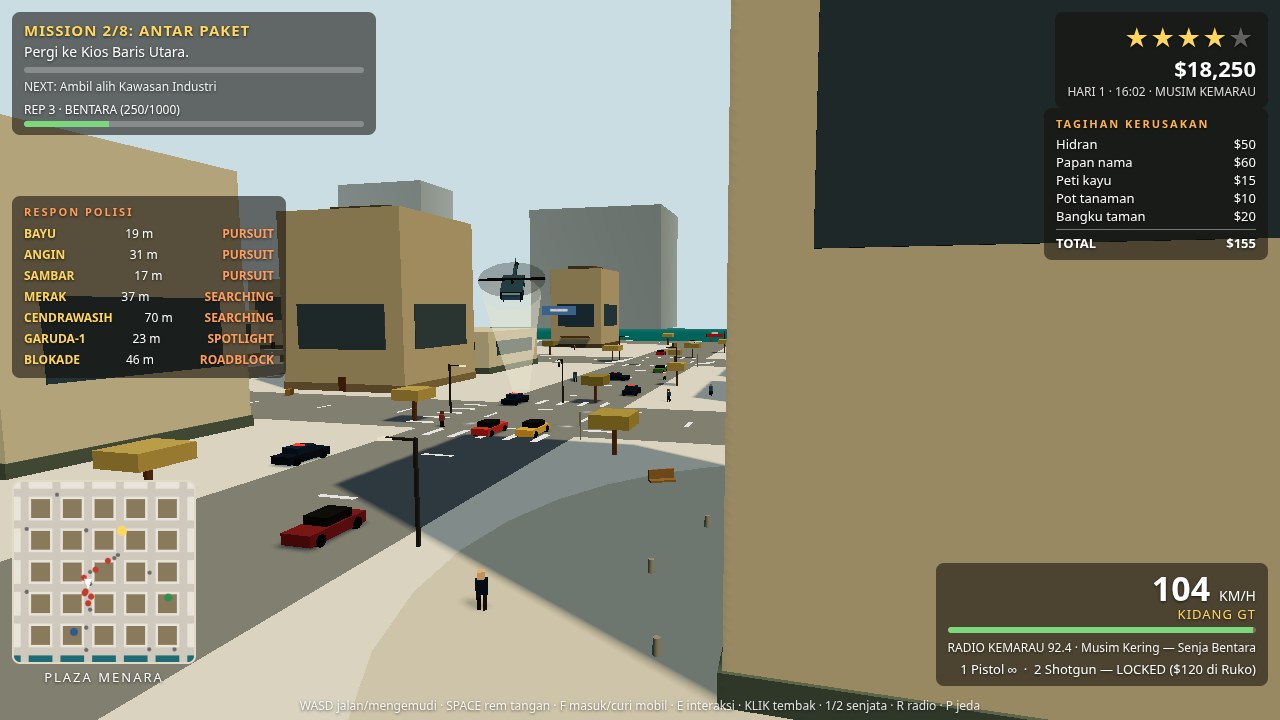 MISSION 2/8: ANTAR PAKET
Pergi ke Kios Baris Utara.
NEXT: Ambil alih Kawasan Industri
REP 3 · BENTARA (250/1000)
★★★★★
$18,250
HARI 1 · 16:02 · MUSIM KEMARAU
TAGIHAN KERUSAKAN
Hidran $50
Papan nama $60
Peti kayu $15
Pot tanaman $10
Bangku taman $20
TOTAL $155
RESPON POLISI
BAYU 19 m PURSUIT
ANGIN 31 m PURSUIT
SAMBAR 17 m PURSUIT
MERAK 37 m SEARCHING
CENDRAWASIH 70 m SEARCHING
GARUDA-1 23 m SPOTLIGHT
BLOKADE 46 m ROADBLOCK
PLAZA MENARA
104 KM/H
KIDANG GT
RADIO KEMARAU 92.4 · Musim Kering — Senja Bentara
1 Pistol ∞ · 2 Shotgun — LOCKED ($120 di Ruko)
WASD jalan/mengemudi · SPACE rem tangan · F masuk/curi mobil · E interaksi · KLIK tembak · 1/2 senjata · R radio · P jeda